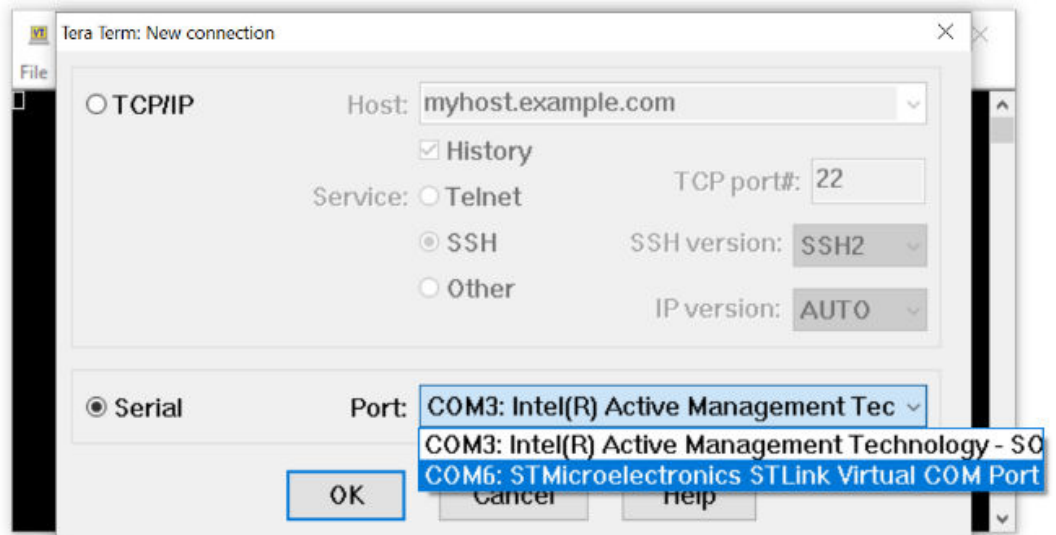 Tera Term: New connection
File
TCP/IP
Host: myhost.example.com
History
Service: Telnet
TCP port#: 22
SSH
SSH version: SSH2
Other
IP version: AUTO
Serial
Port: COM3: Intel(R) Active Management Tec
COM3: Intel(R) Active Management Technology - SO
COM6: STMicroelectronics STLink Virtual COM Port
OK
Cancel
Help